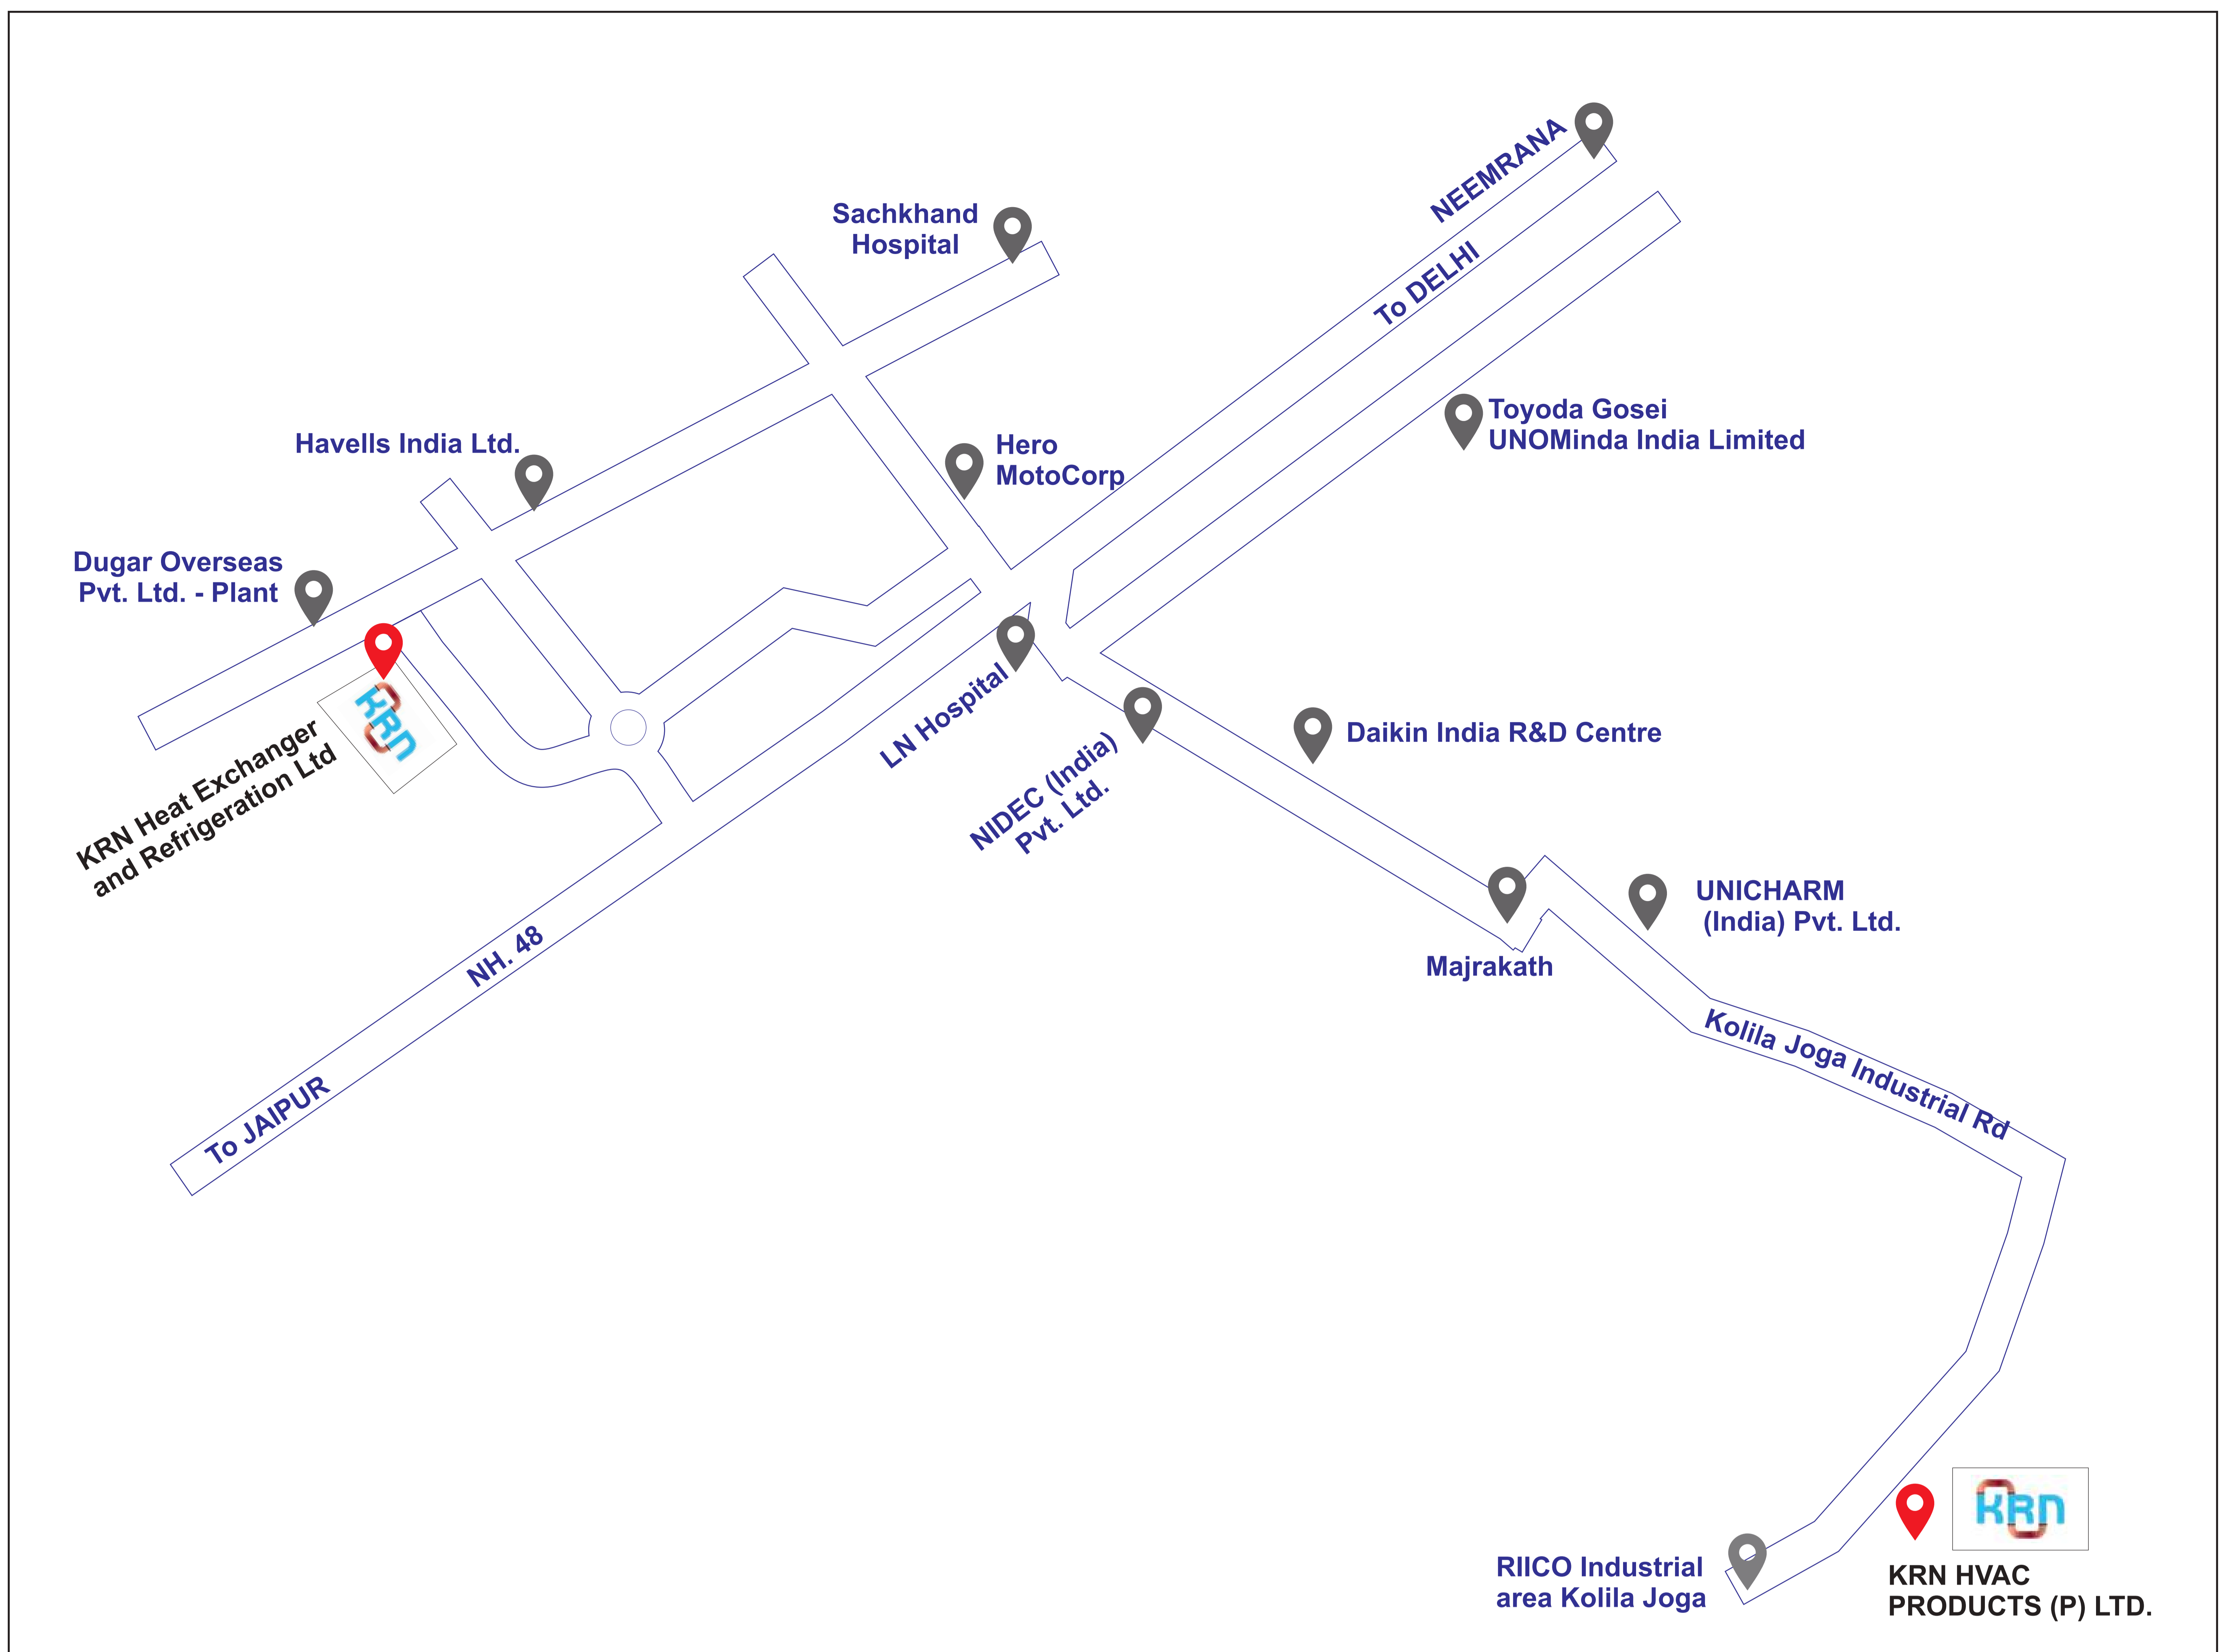 NEEMRANA
Sachkhand
Hospital
To DELHI
Toyoda Gosei
UNOMinda India Limited
Havells India Ltd.
Hero
MotoCorp
Dugar Overseas
Pvt. Ltd. - Plant
KRN
KRN Heat Exchanger
and Refrigeration Ltd
LN Hospital
NIDEC (India)
Pvt. Ltd.
Daikin India R&D Centre
UNICHARM
(India) Pvt. Ltd.
Majrakath
NH. 48
Kolila Joga Industrial Rd
To JAIPUR
KRN
RIICO Industrial
area Kolila Joga
KRN HVAC
PRODUCTS (P) LTD.